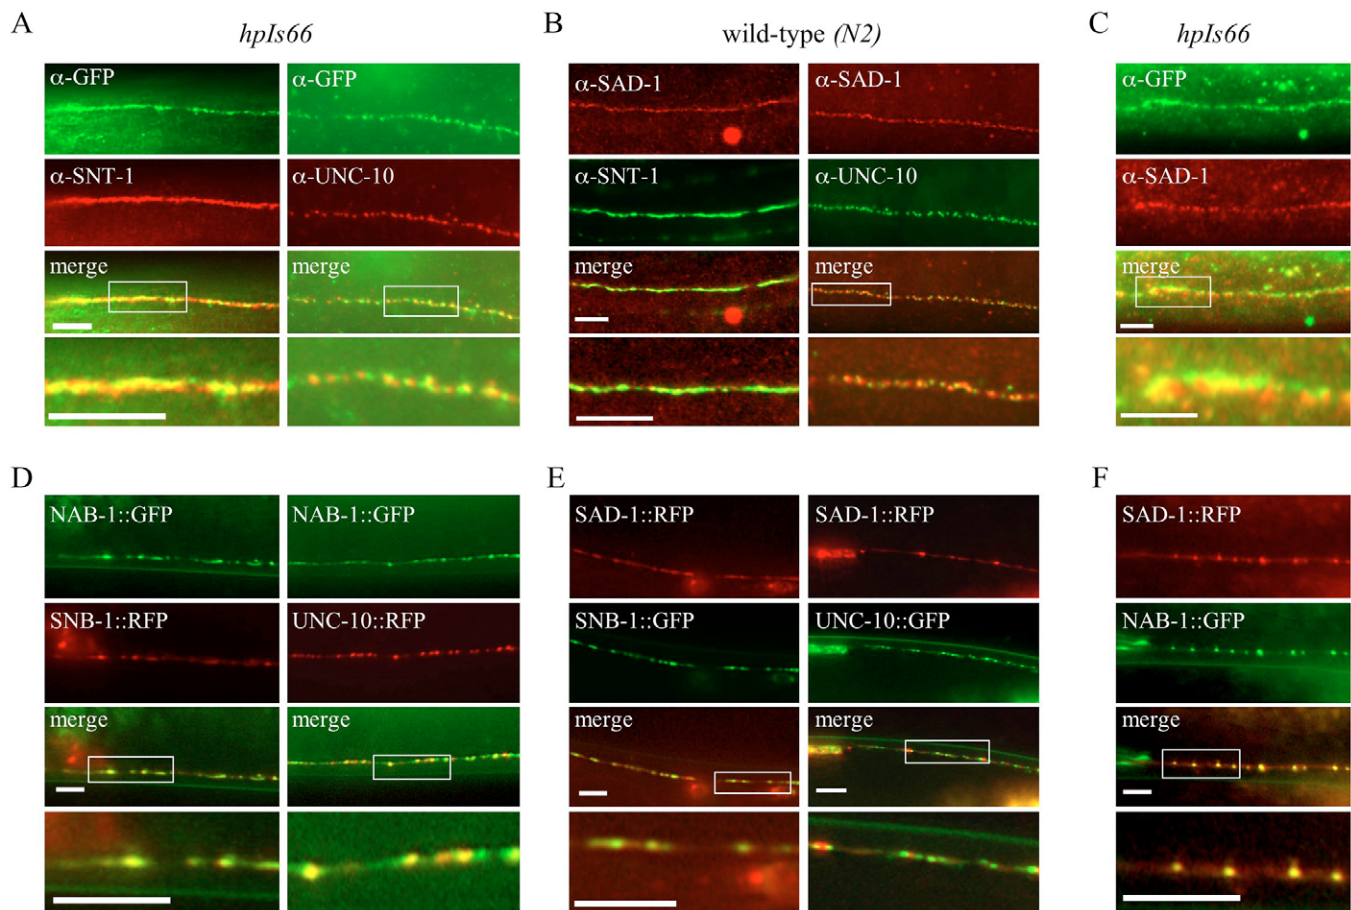 A
hpIs66
α-GFP
α-GFP
α-SNT-1
α-UNC-10
merge
merge
B
wild-type (N2)
α-SAD-1
α-SAD-1
α-SNT-1
α-UNC-10
merge
merge
C
hpIs66
α-GFP
α-SAD-1
merge
D
NAB-1::GFP
NAB-1::GFP
SNB-1::RFP
UNC-10::RFP
merge
merge
E
SAD-1::RFP
SAD-1::RFP
SNB-1::GFP
UNC-10::GFP
merge
merge
F
SAD-1::RFP
NAB-1::GFP
merge